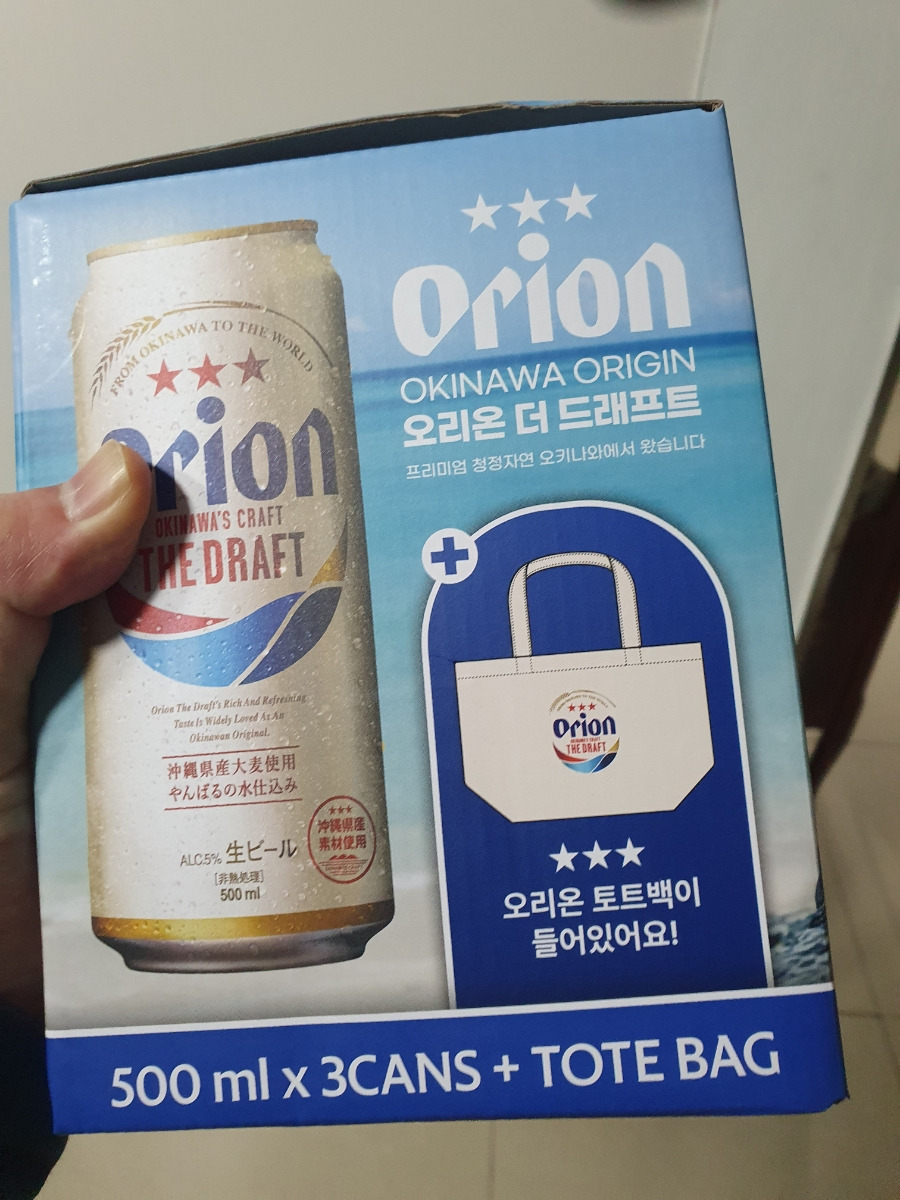 FROM OKINAWA TO THE WORLD
Orion
OKINAWA'S CRAFT
THE DRAFT
Orion The Draft's Rich And Refreshing
Taste Is Widely Loved As An
Okinawan Original.
沖縄県産大麦使用
やんばるの水仕込み
沖縄県産
素材使用
ALC.5% 生ビール
[非熱処理]
500 ml
Orion
OKINAWA ORIGIN
오리온 더 드래프트
프리미엄 청정자연 오키나와에서 왔습니다
+
Orion
THE DRAFT
오리온 토트백이
들어있어요!
500 ml x 3CANS + TOTE BAG